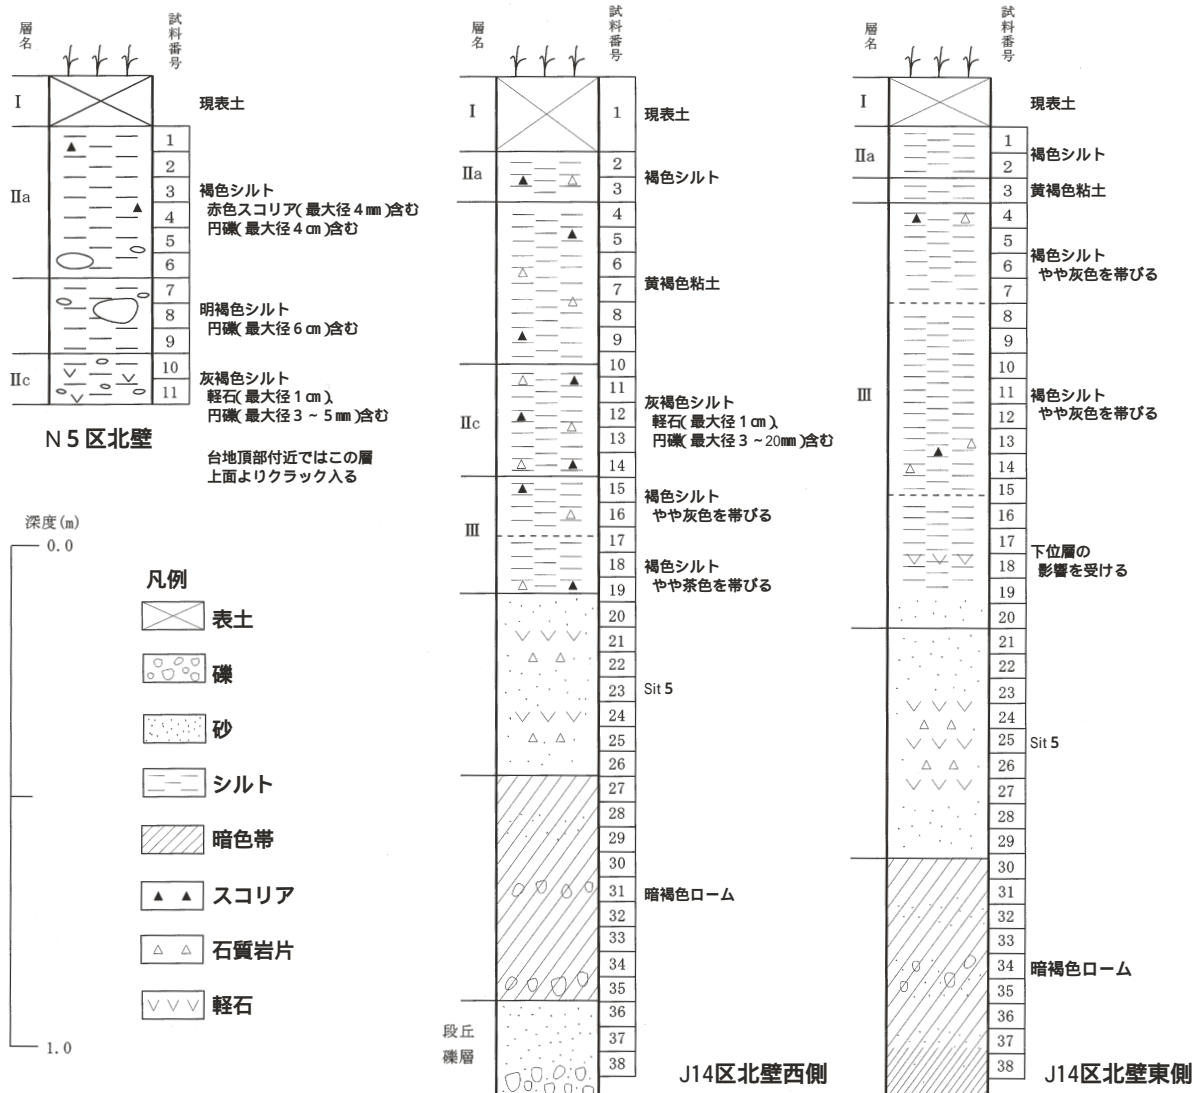 層名
試料番号
I
現表土
IIa
1
2
3
4
5
6
褐色シルト
赤色スコリア(最大径4mm)含む
円礫(最大径4cm)含む
7
8
9
明褐色シルト
円礫(最大径6cm)含む
IIc
10
11
灰褐色シルト
軽石(最大径1cm)、
円礫(最大径3~5mm)含む
N5区北壁
台地頂部付近ではこの層
上面よりクラック入る
深度(m)
0.0
1.0
凡例
表土
礫
砂
シルト
暗色帯
スコリア
石質岩片
軽石
層名
試料番号
I
1
現表土
IIa
2
3
褐色シルト
4
5
6
7
8
9
黄褐色粘土
IIc
10
11
12
13
14
灰褐色シルト
軽石(最大径1cm)、
円礫(最大径3~20mm)含む
III
15
16
褐色シルト
やや灰色を帯びる
17
18
19
褐色シルト
やや茶色を帯びる
20
21
22
23
24
25
26
Sit 5
27
28
29
30
31
32
33
34
35
暗褐色ローム
段丘
礫層
36
37
38
J14区北壁西側
層名
試料番号
I
現表土
IIa
1
2
褐色シルト
3
黄褐色粘土
III
4
5
6
7
褐色シルト
やや灰色を帯びる
8
9
10
11
12
13
14
15
褐色シルト
やや灰色を帯びる
16
17
18
19
20
下位層の
影響を受ける
21
22
23
24
25
26
27
28
29
Sit 5
30
31
32
33
34
35
36
37
38
暗褐色ローム
J14区北壁東側